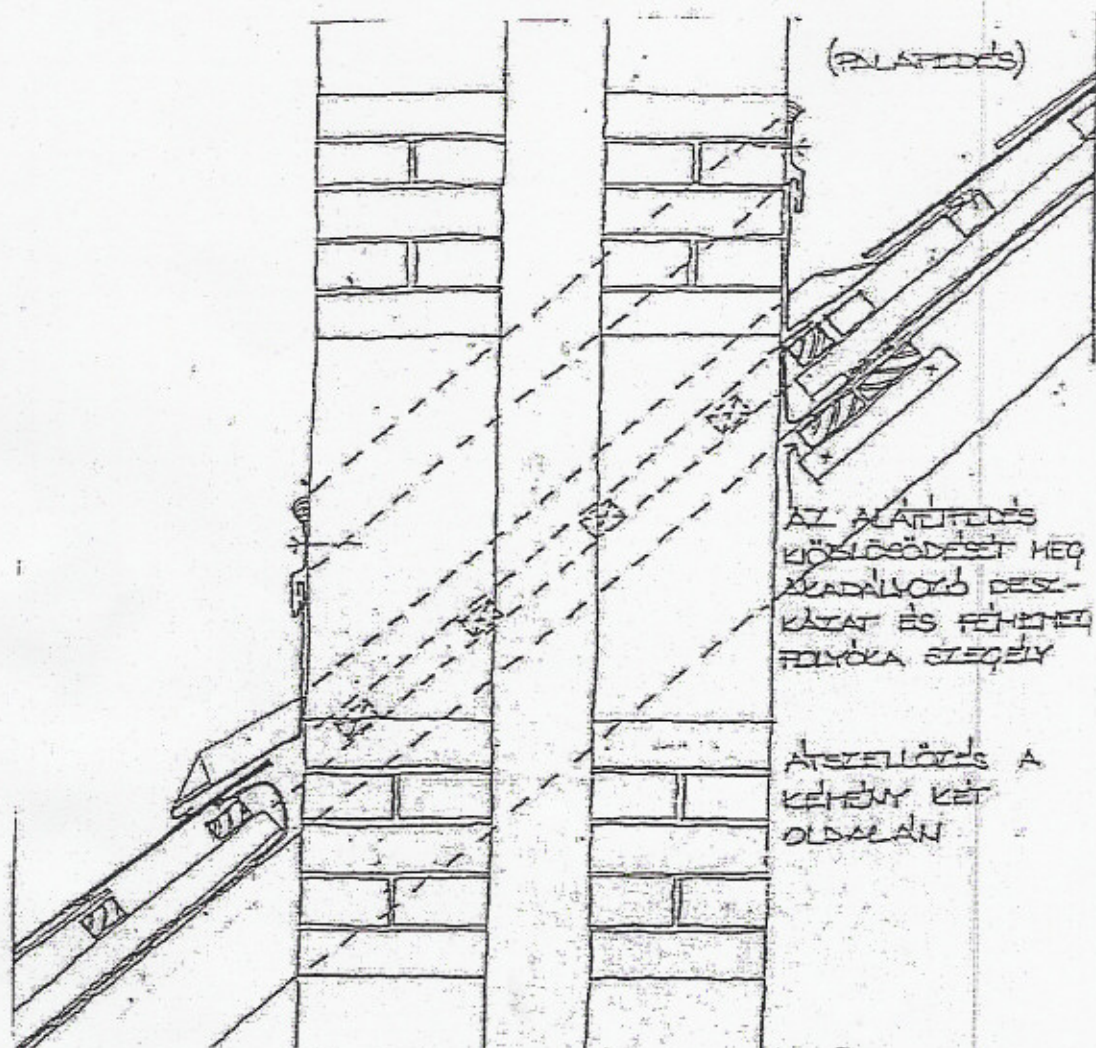 (PALAFEDÉS)
AZ ALÁTÉTFEDÉS
KIÖBLÖSÖDÉSÉT MEG
AKADÁLYOZÓ DESZ-
KÁZAT ÉS FÉMLEMEZ
FOLYÓKA SZEGÉLY
ÁTSZELLŐZÉS A
KÉMÉNY KÉT
OLDALÁN